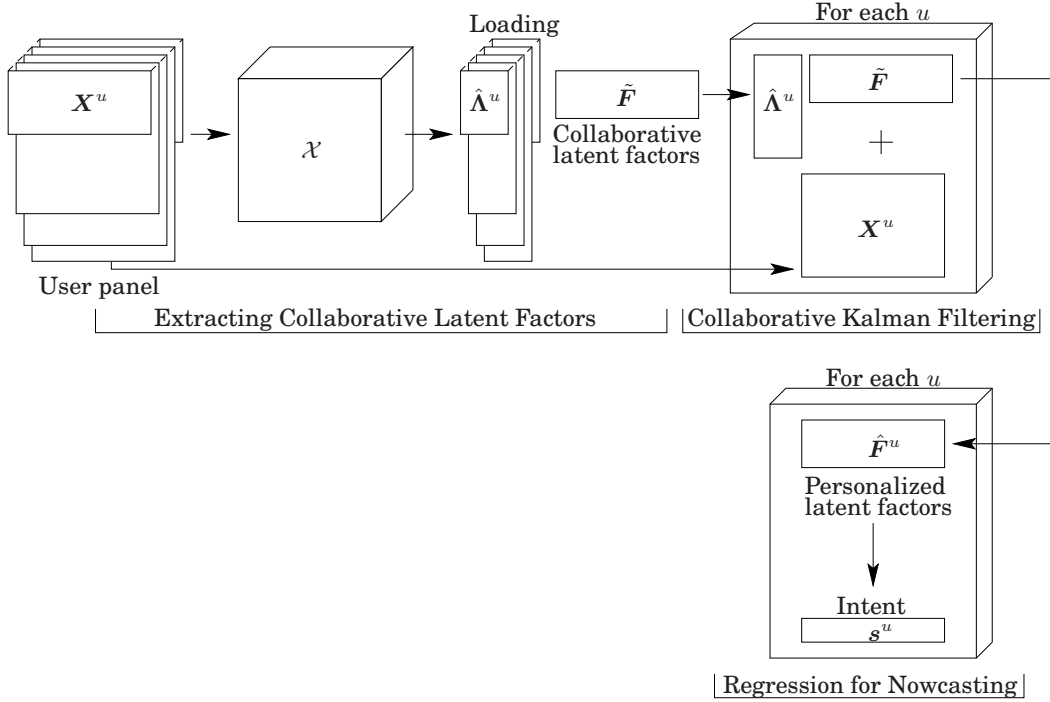 For each u
Loading
X^u
𝒳
Λ̂^u
F̃
Collaborative
latent factors
Λ̂^u
F̃
+
X^u
User panel
Extracting Collaborative Latent Factors
Collaborative Kalman Filtering
For each u
F̂^u
Personalized
latent factors
Intent
s^u
Regression for Nowcasting